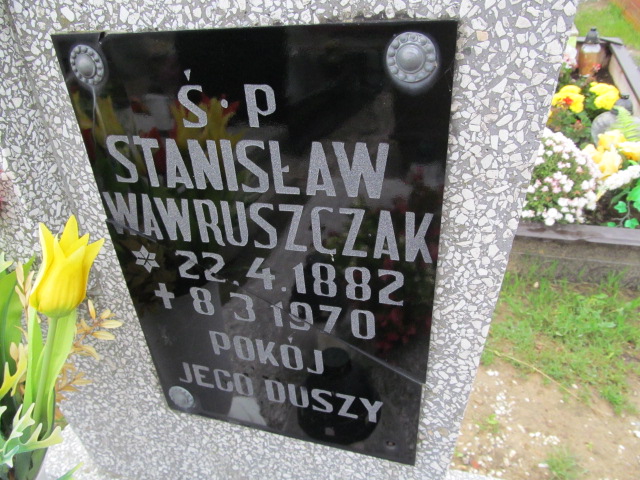 Ś.P
STANISŁAW
WAWRUSZCZAK
* 22.4.1882
+ 8 3 1970
POKÓJ
JEGO DUSZY